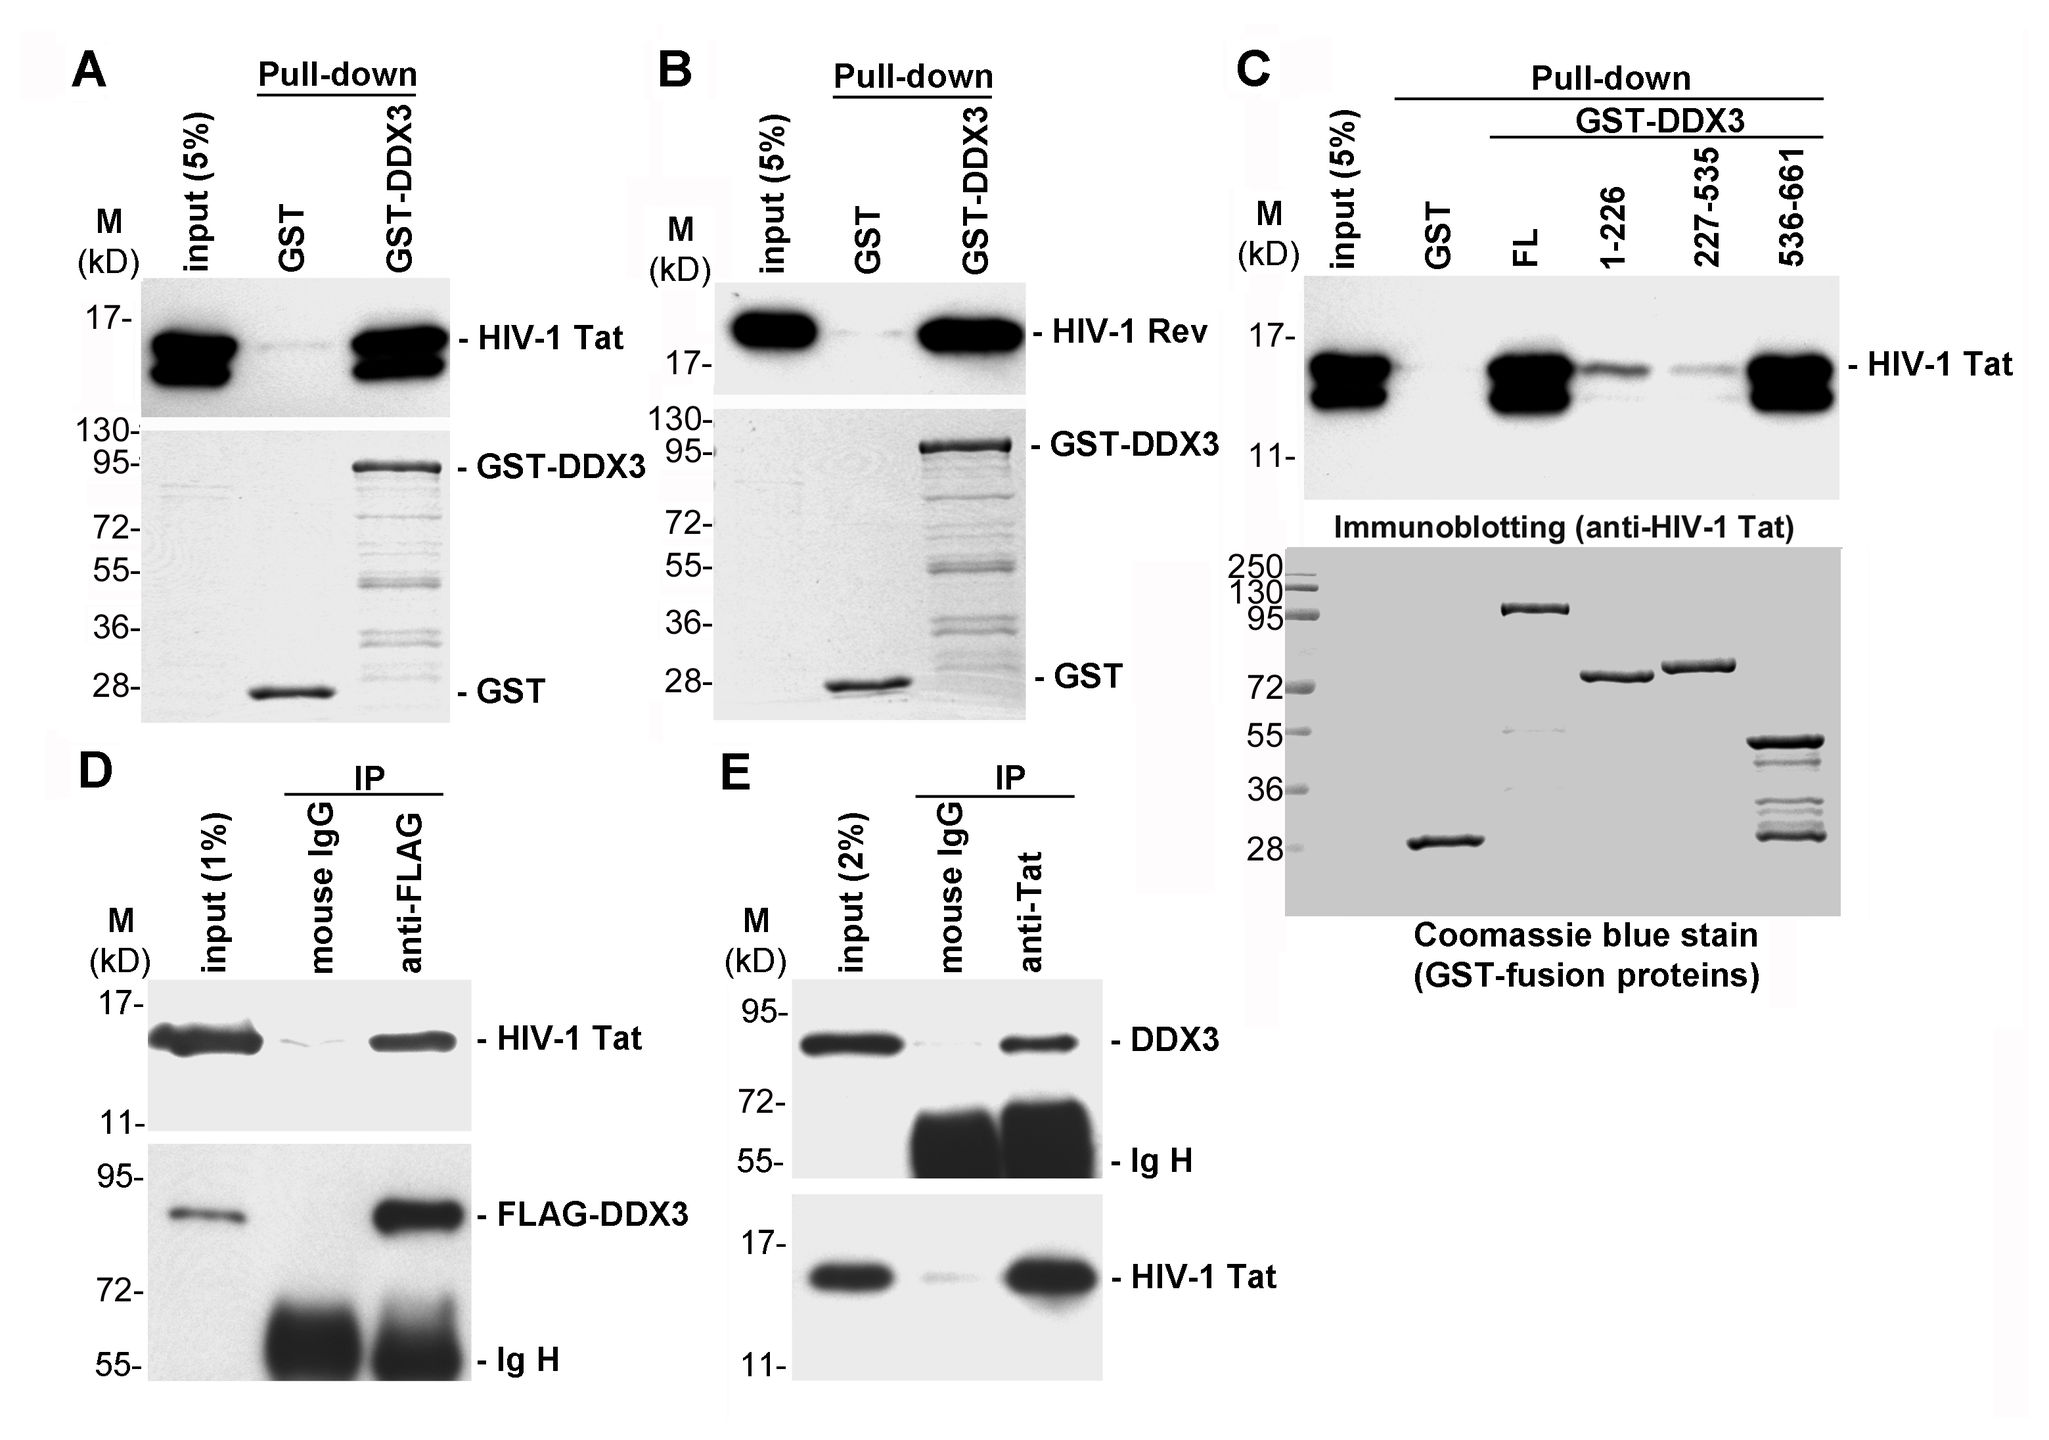 A
Pull-down
input (5%)
GST
GST-DDX3
M
(kD)
17-
- HIV-1 Tat
130-
95-
- GST-DDX3
72-
55-
36-
28-
- GST
B
Pull-down
input (5%)
GST
GST-DDX3
M
(kD)
- HIV-1 Rev
17-
130-
95-
- GST-DDX3
72-
55-
36-
28-
- GST
C
Pull-down
GST-DDX3
input (5%)
GST
FL
1-226
227-535
536-661
M
(kD)
17-
- HIV-1 Tat
11-
Immunoblotting (anti-HIV-1 Tat)
250
130
95
72
55
36
28
Coomassie blue stain
(GST-fusion proteins)
D
IP
input (1%)
mouse IgG
anti-FLAG
M
(kD)
17-
- HIV-1 Tat
11-
95-
- FLAG-DDX3
72-
55-
- Ig H
E
IP
input (2%)
mouse IgG
anti-Tat
M
(kD)
95-
- DDX3
72-
55-
- Ig H
17-
- HIV-1 Tat
11-